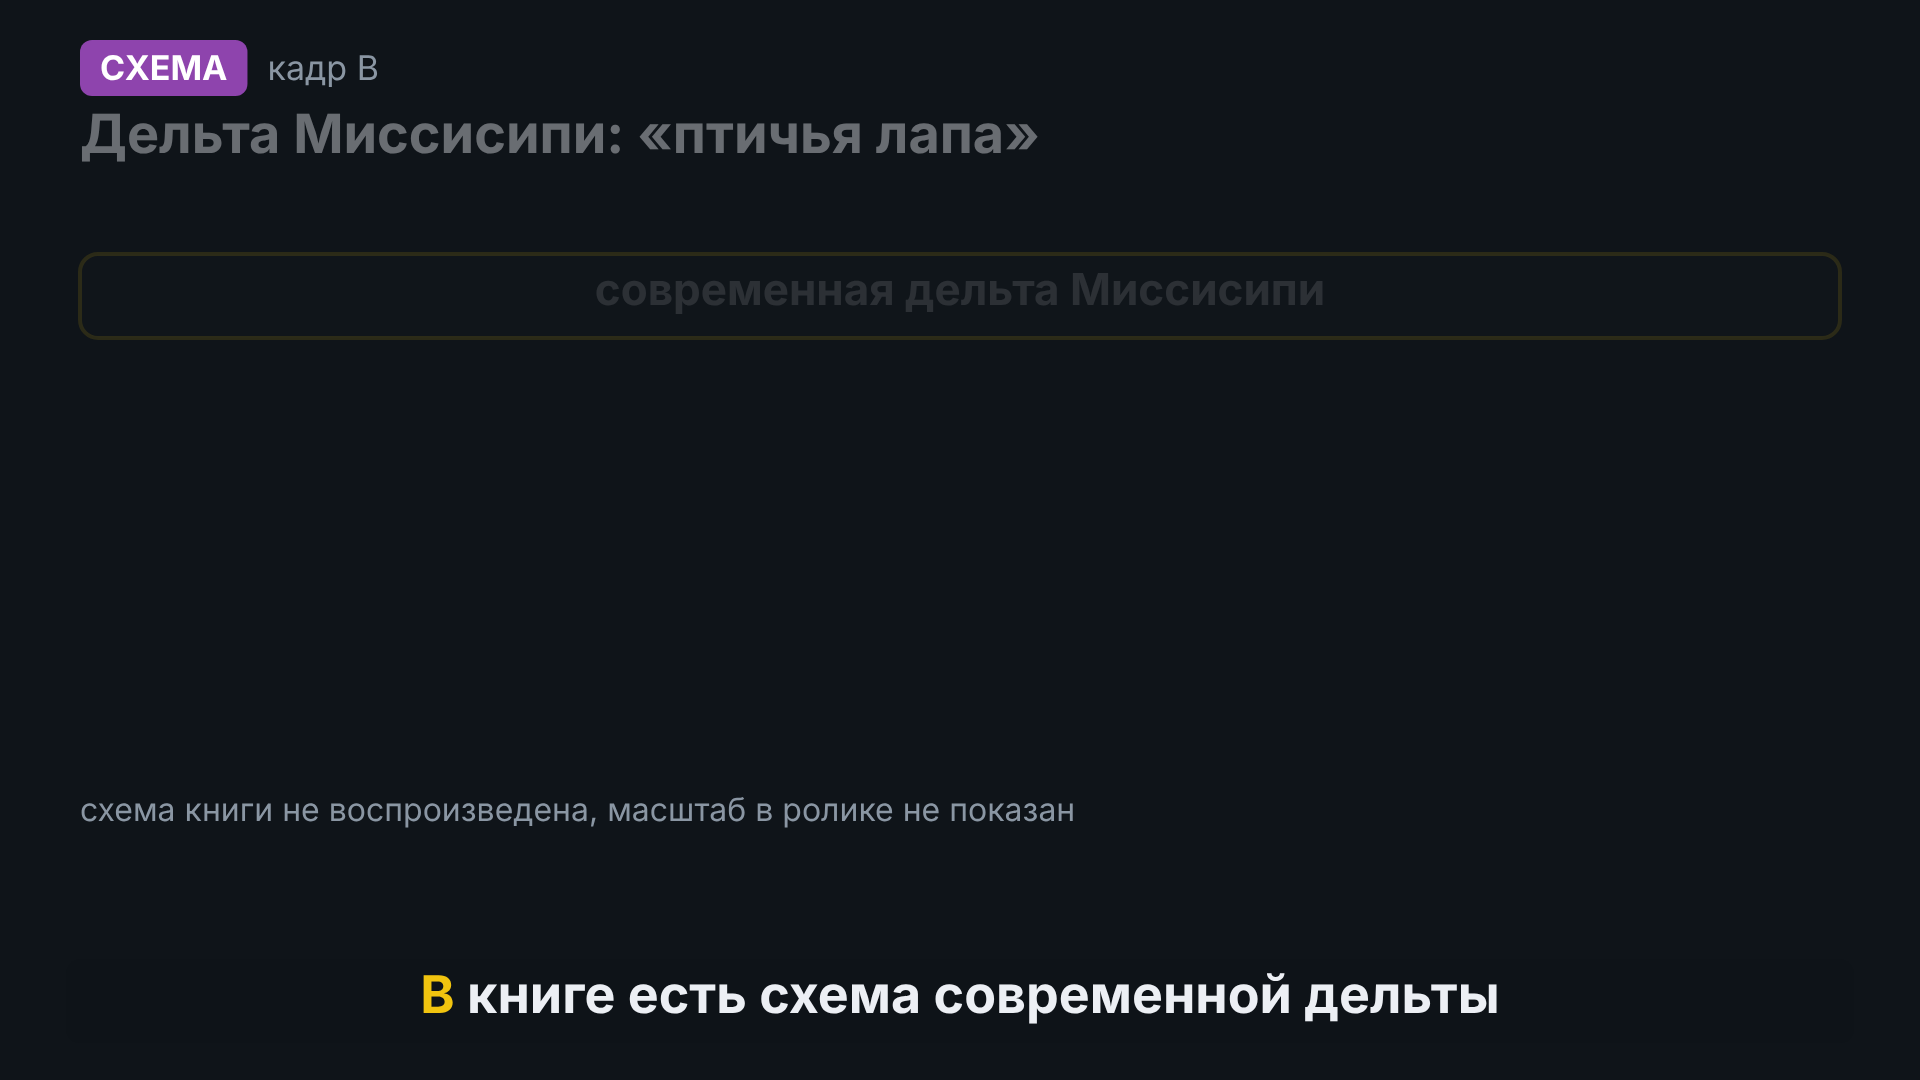 СХЕМА кадр В
Дельта Миссисипи: «птичья лапа»
современная дельта Миссисипи
схема книги не воспроизведена, масштаб в ролике не показан
В книге есть схема современной дельты